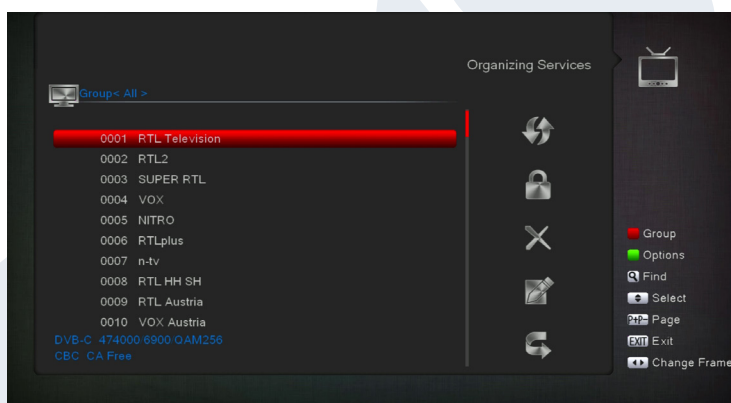 Organizing Services
Group< All >
0001 RTL Television
0002 RTL2
0003 SUPER RTL
0004 VOX
0005 NITRO
0006 RTLplus
0007 n-tv
0008 RTL HH SH
0009 RTL Austria
0010 VOX Austria
DVB-C 474000/6900/QAM256
CBC CA Free
Group
Options
Find
Select
P+P- Page
EXIT Exit
Change Frame